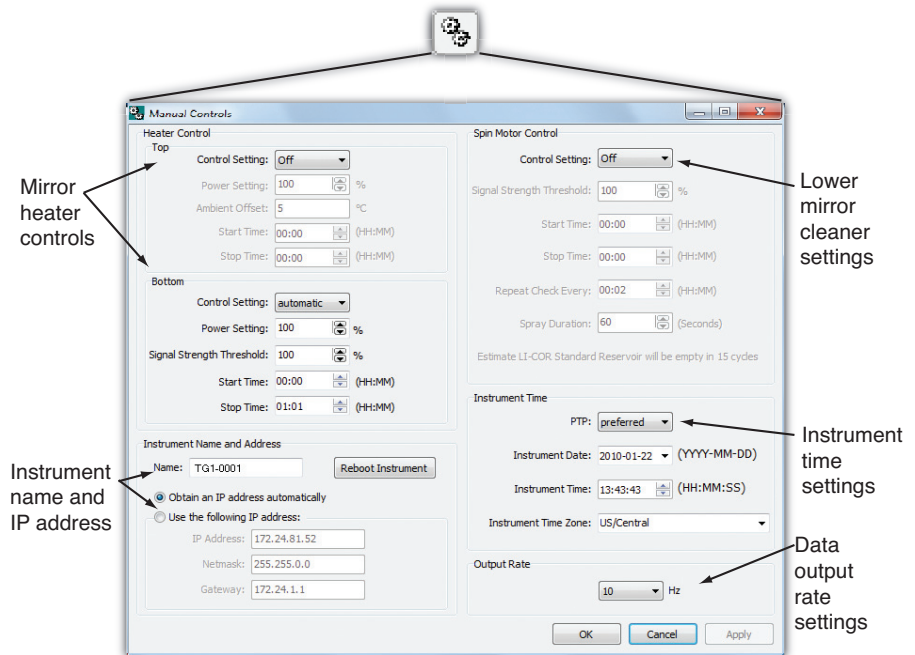 Manual Controls
Heater Control
Top
Control Setting: Off
Power Setting: 100 %
Ambient Offset: 5 °C
Start Time: 00:00 (HH:MM)
Stop Time: 00:00 (HH:MM)
Bottom
Control Setting: automatic
Power Setting: 100 %
Signal Strength Threshold: 100 %
Start Time: 00:00 (HH:MM)
Stop Time: 01:01 (HH:MM)
Instrument Name and Address
Name: TG1-0001 Reboot Instrument
Obtain an IP address automatically
Use the following IP address:
IP Address: 172.24.81.52
Netmask: 255.255.0.0
Gateway: 172.24.1.1
Spin Motor Control
Control Setting: Off
Signal Strength Threshold: 100 %
Start Time: 00:00 (HH:MM)
Stop Time: 00:00 (HH:MM)
Repeat Check Every: 00:02 (HH:MM)
Spray Duration: 60 (Seconds)
Estimate LI-COR Standard Reservoir will be empty in 15 cycles
Instrument Time
PTP: preferred
Instrument Date: 2010-01-22 (YYYY-MM-DD)
Instrument Time: 13:43:43 (HH:MM:SS)
Instrument Time Zone: US/Central
Output Rate
10 Hz
OK Cancel Apply
Mirror
heater
controls
Instrument
name and
IP address
Lower
mirror
cleaner
settings
Instrument
time
settings
Data
output
rate
settings